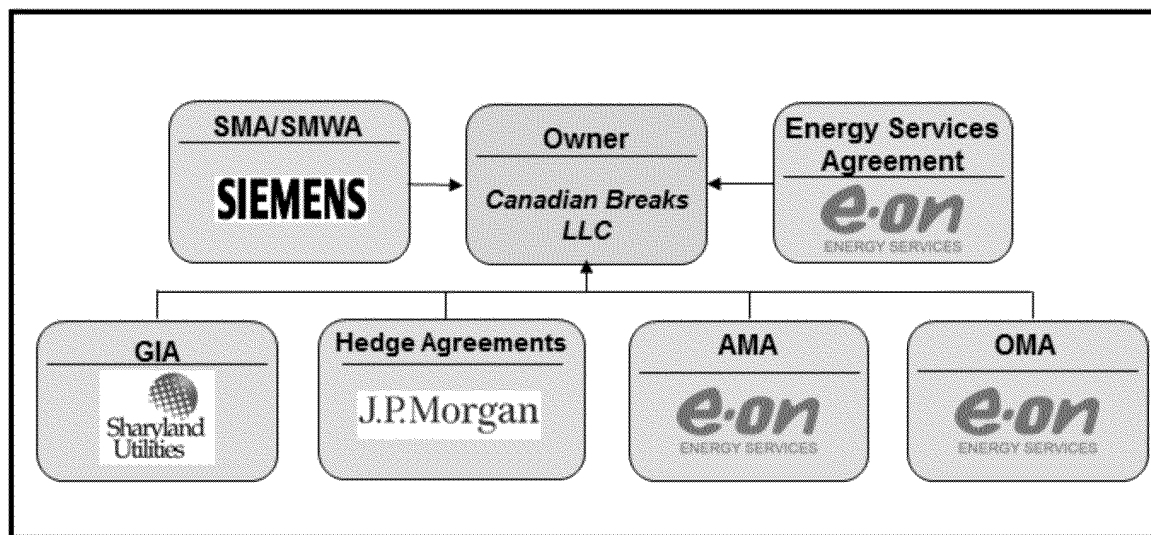 SMA/SMWA
SIEMENS
Owner
Canadian Breaks
LLC
Energy Services
Agreement
e·on
ENERGY SERVICES
GIA
Sharyland
Utilities
Hedge Agreements
J.P.Morgan
AMA
e·on
ENERGY SERVICES
OMA
e·on
ENERGY SERVICES